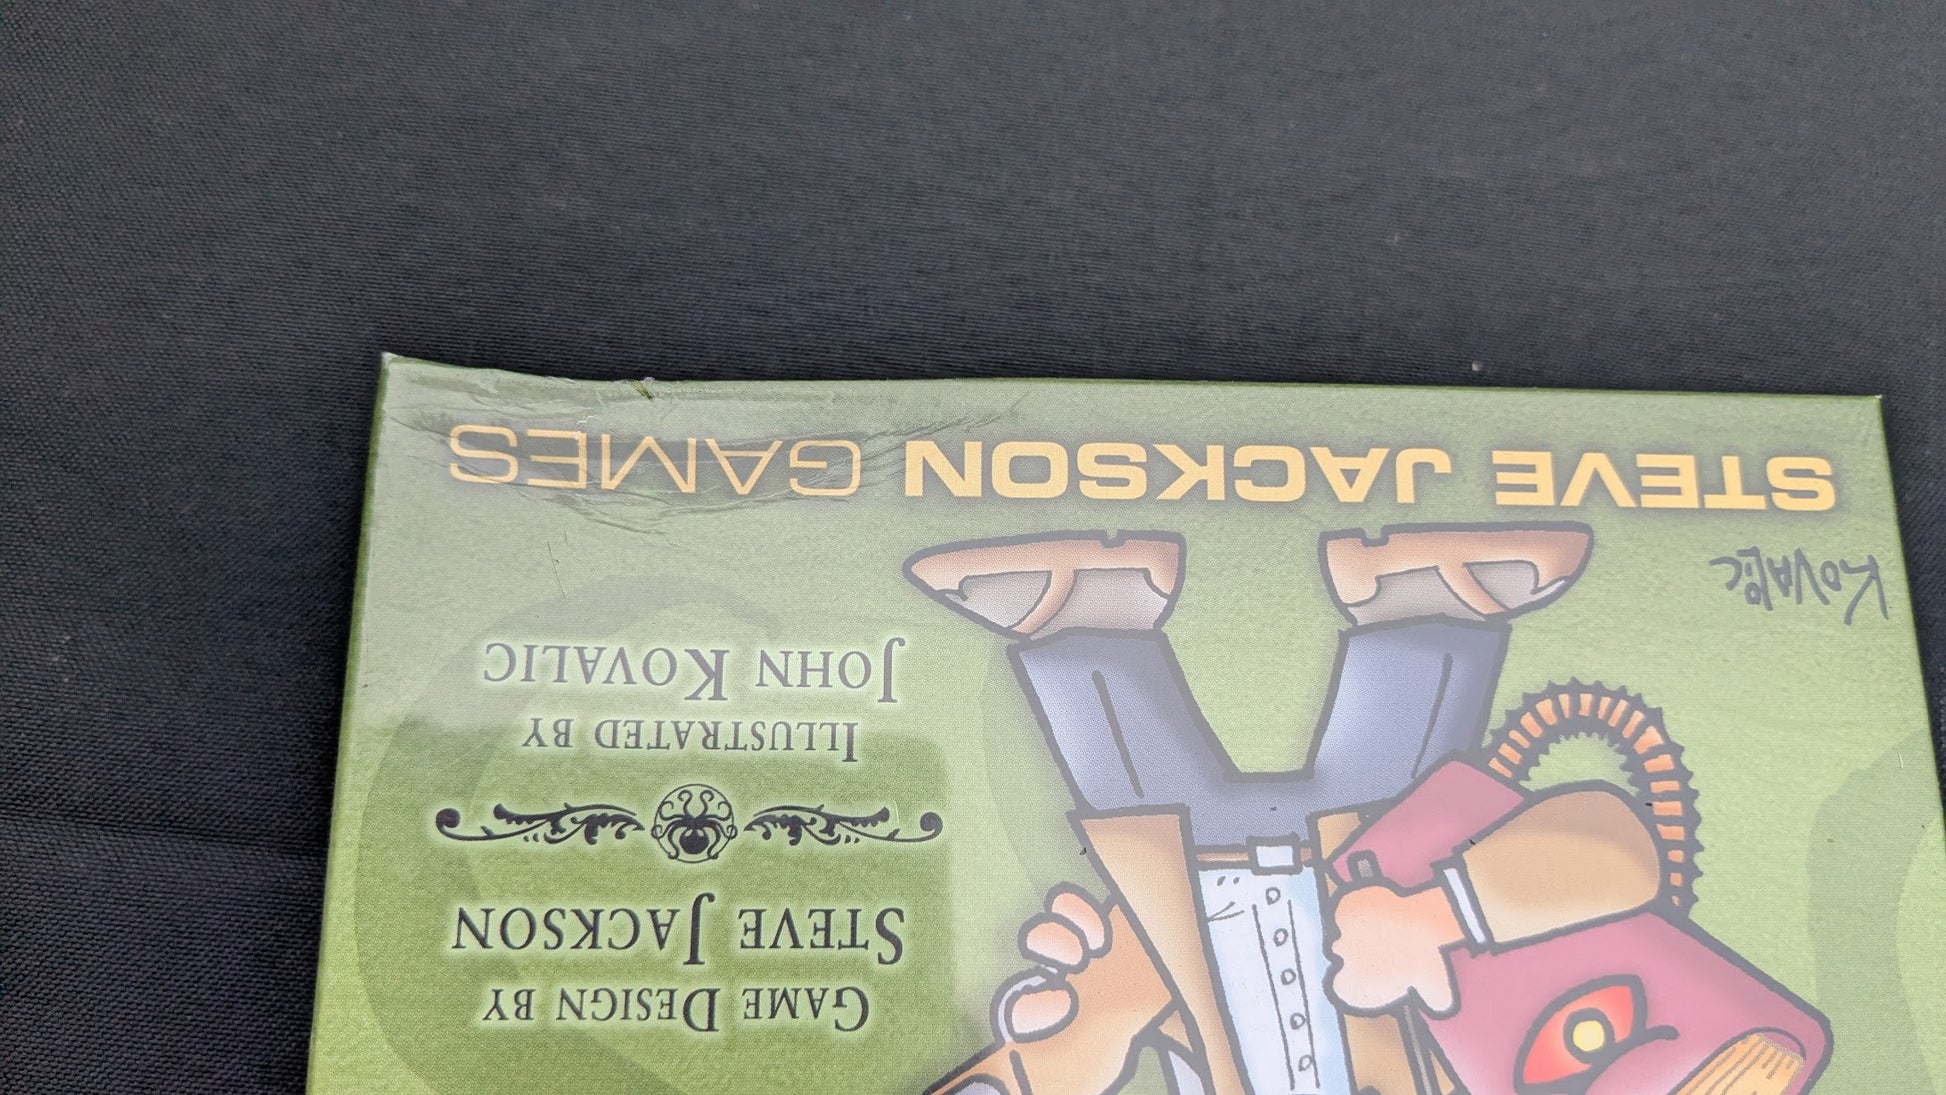 GAME DESIGN BY
STEVE JACKSON
ILLUSTRATED BY
JOHN KOVALIC
KOVALIC
STEVE JACKSON GAMES